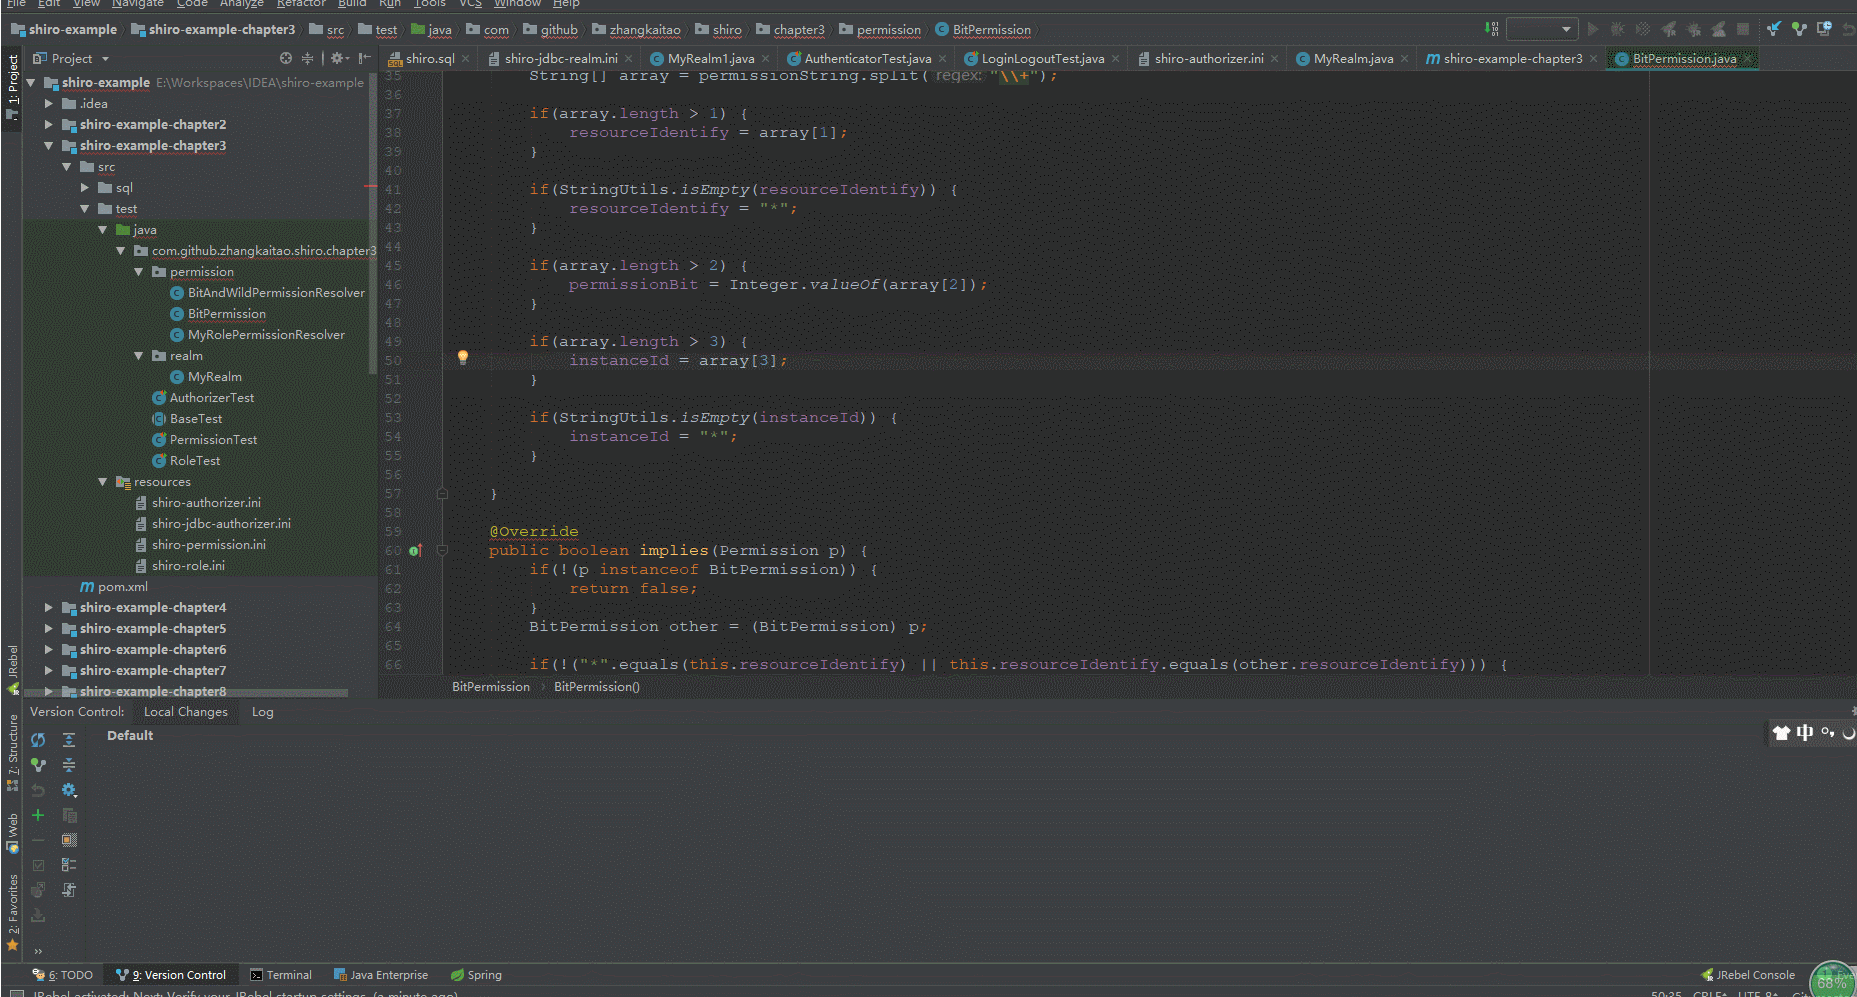 File Edit View Navigate Code Analyze Refactor Build Run Tools VCS Window Help
shiro-example shiro-example-chapter3 src test java com github zhangkaitao shiro chapter3 permission BitPermission
Project
shiro.sql shiro-jdbc-realm.ini MyRealm1.java AuthenticatorTest.java LoginLogoutTest.java shiro-authorizer.ini MyRealm.java shiro-example-chapter3 BitPermission.java
1: Project
JRebel
7: Structure
Web
2: Favorites
shiro-example E:\Workspaces\IDEA\shiro-example
.idea
shiro-example-chapter2
shiro-example-chapter3
src
sql
test
java
com.github.zhangkaitao.shiro.chapter3
permission
BitAndWildPermissionResolver
BitPermission
MyRolePermissionResolver
realm
MyRealm
AuthorizerTest
BaseTest
PermissionTest
RoleTest
resources
shiro-authorizer.ini
shiro-jdbc-authorizer.ini
shiro-permission.ini
shiro-role.ini
pom.xml
shiro-example-chapter4
shiro-example-chapter5
shiro-example-chapter6
shiro-example-chapter7
shiro-example-chapter8
35 String[] array = permissionString.split( regex: "\\+");
36
37 if(array.length > 1) {
38 resourceIdentify = array[1];
39 }
40
41 if(StringUtils.isEmpty(resourceIdentify)) {
42 resourceIdentify = "*";
43 }
44
45 if(array.length > 2) {
46 permissionBit = Integer.valueOf(array[2]);
47 }
48
49 if(array.length > 3) {
50 instanceId = array[3];
51 }
52
53 if(StringUtils.isEmpty(instanceId)) {
54 instanceId = "*";
55 }
56
57 }
58
59 @Override
60 public boolean implies(Permission p) {
61 if(!(p instanceof BitPermission)) {
62 return false;
63 }
64 BitPermission other = (BitPermission) p;
65
66 if(!("*".equals(this.resourceIdentify) || this.resourceIdentify.equals(other.resourceIdentify))) {
BitPermission BitPermission()
Version Control: Local Changes Log
Default
中
6: TODO 9: Version Control Terminal Java Enterprise Spring JRebel Console
68%
JRebel activated: Next: Verify your JRebel startup settings. (a minute ago) 50:35 CRLF UTF-8